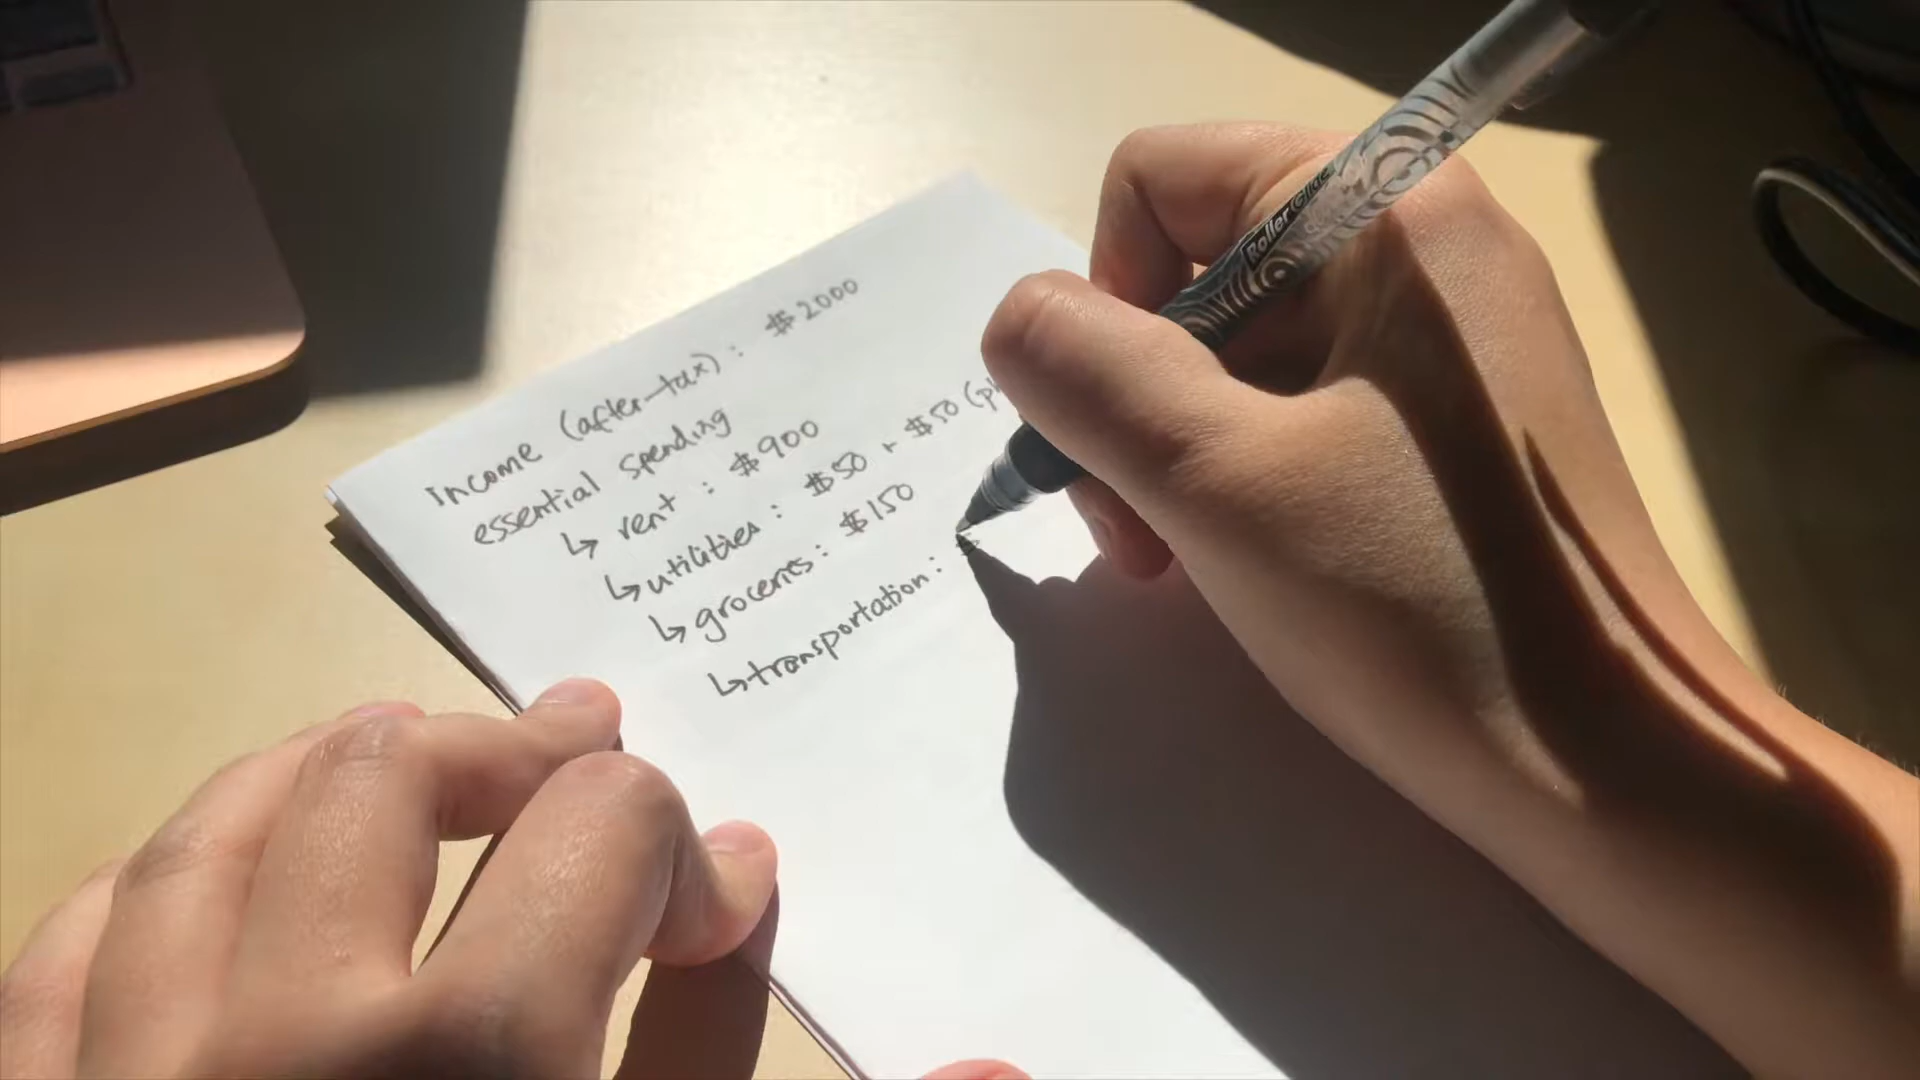 Income (after-tax): $2000
essential spending
↳ rent: $900
↳ utilities: $50 + $50
↳ groceries: $150
↳ transportation: $
Roller Glide